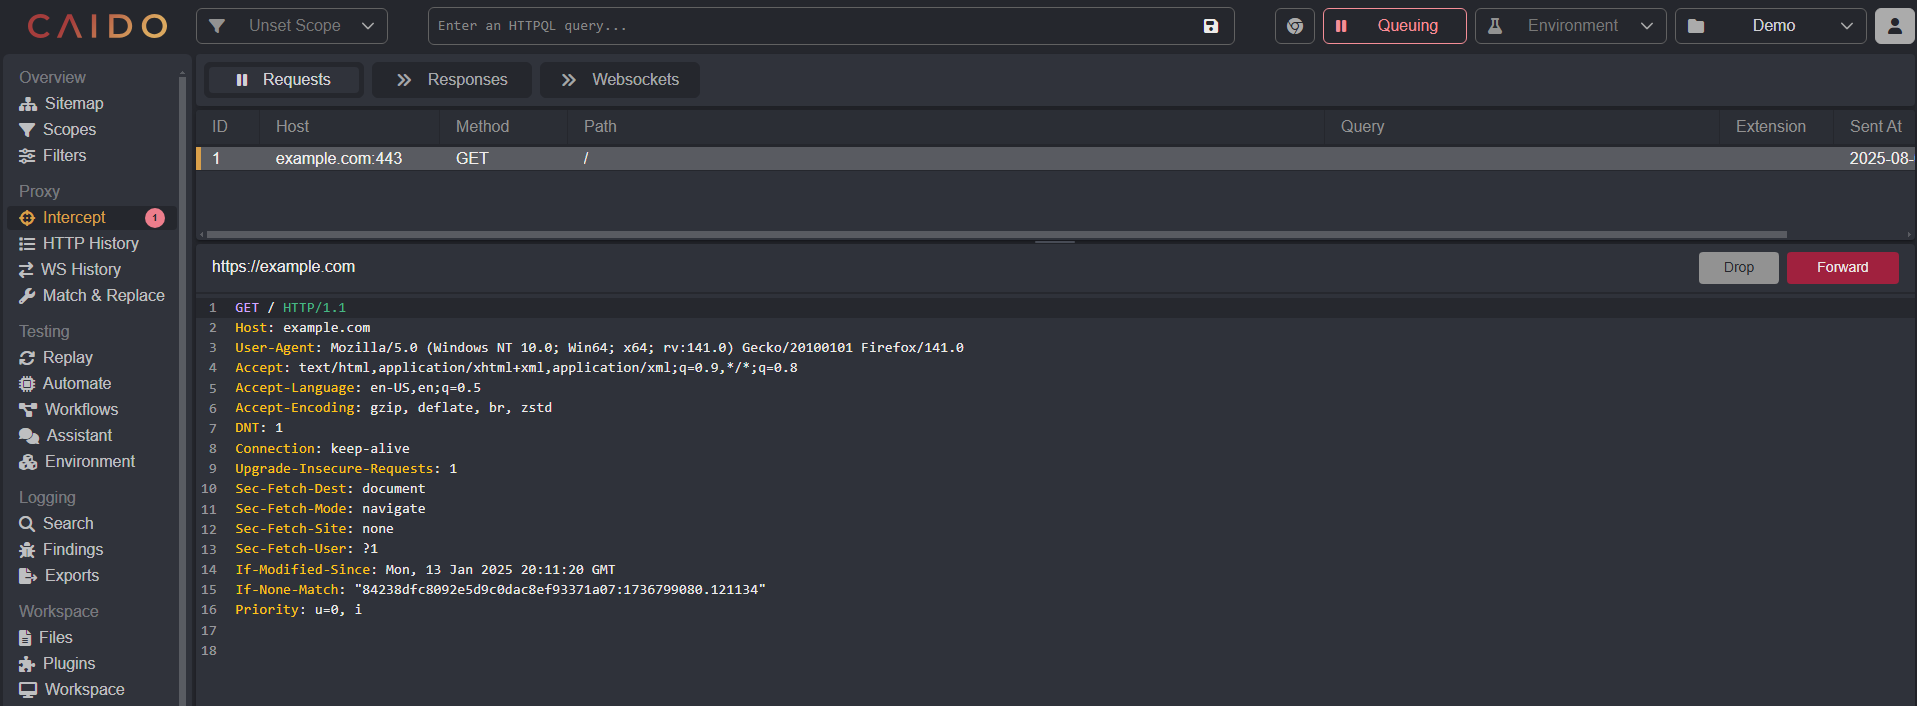 CAIDO
Unset Scope
Enter an HTTPQL query...
Queuing
Environment
Demo
Overview
Sitemap
Scopes
Filters
Proxy
Intercept 1
HTTP History
WS History
Match & Replace
Testing
Replay
Automate
Workflows
Assistant
Environment
Logging
Search
Findings
Exports
Workspace
Files
Plugins
Workspace
Requests Responses Websockets
ID Host Method Path Query Extension Sent At
1 example.com:443 GET / 2025-08-
https://example.com
Drop Forward
1 GET / HTTP/1.1
2 Host: example.com
3 User-Agent: Mozilla/5.0 (Windows NT 10.0; Win64; x64; rv:141.0) Gecko/20100101 Firefox/141.0
4 Accept: text/html,application/xhtml+xml,application/xml;q=0.9,*/*;q=0.8
5 Accept-Language: en-US,en;q=0.5
6 Accept-Encoding: gzip, deflate, br, zstd
7 DNT: 1
8 Connection: keep-alive
9 Upgrade-Insecure-Requests: 1
10 Sec-Fetch-Dest: document
11 Sec-Fetch-Mode: navigate
12 Sec-Fetch-Site: none
13 Sec-Fetch-User: ?1
14 If-Modified-Since: Mon, 13 Jan 2025 20:11:20 GMT
15 If-None-Match: "84238dfc8092e5d9c0dac8ef93371a07:1736799080.121134"
16 Priority: u=0, i
17
18